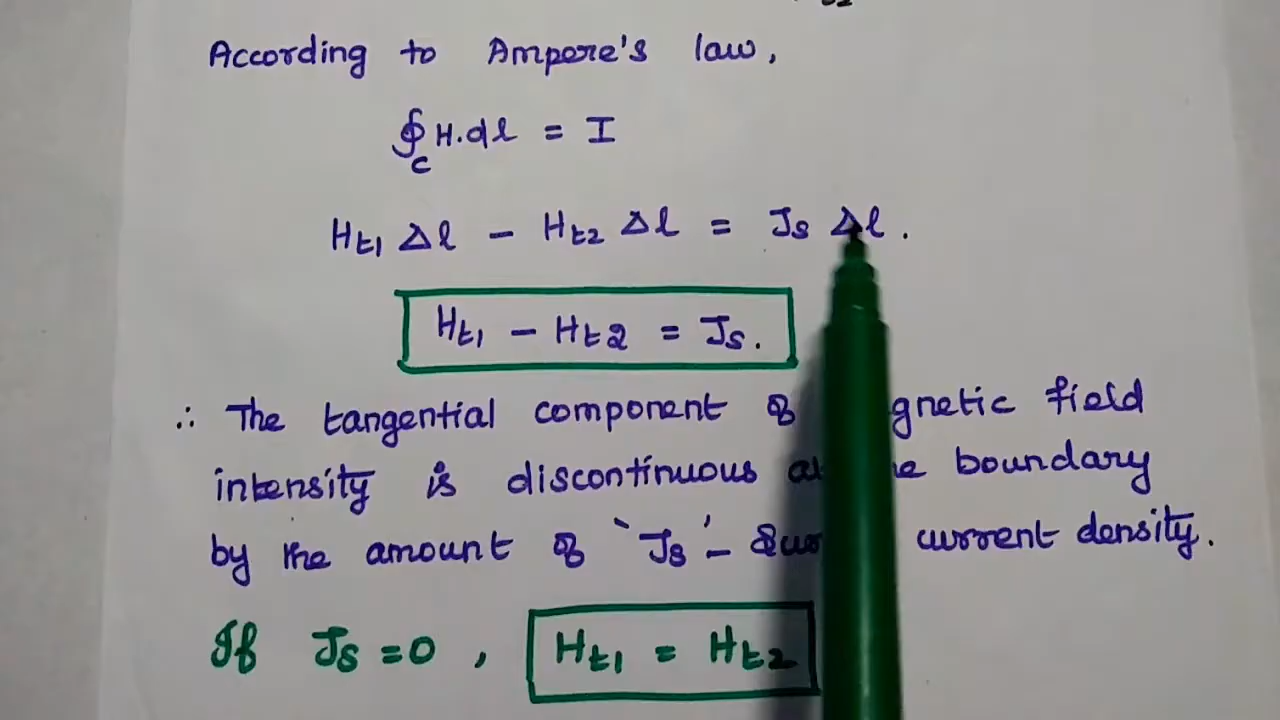 According to Ampere's law,
∮c H.dl = I
Ht1 Δl - Ht2 Δl = Js Δl.
Ht1 - Ht2 = Js.
∴ The tangential component of gnetic field
intensity is discontinuous boundary
by the amount of `Js' - current density.
If Js = 0, Ht1 = Ht2